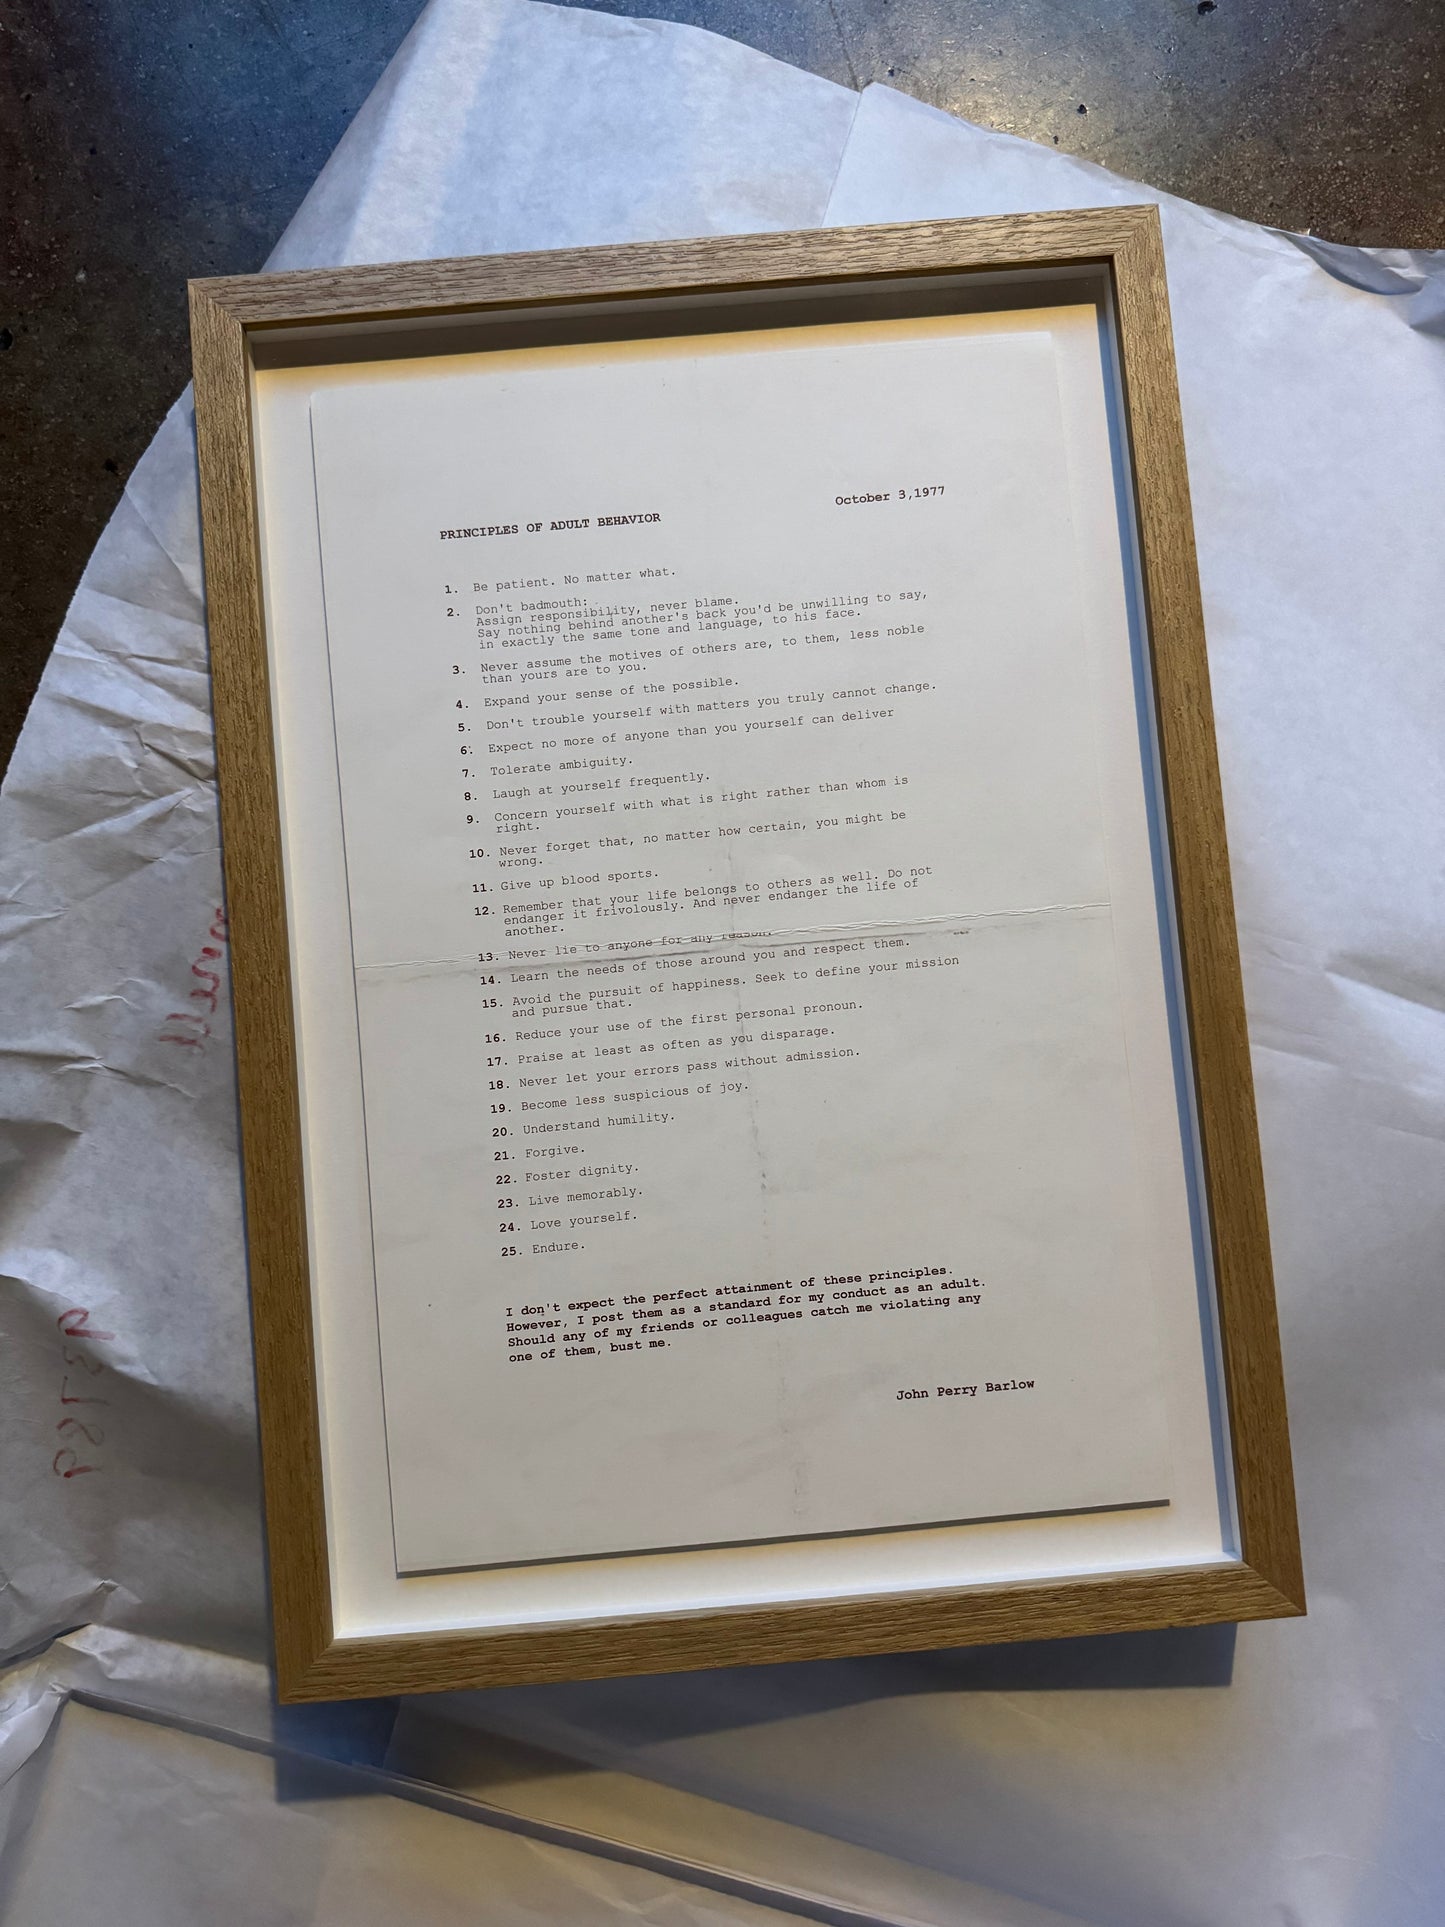 October 3,1977
PRINCIPLES OF ADULT BEHAVIOR
1. Be patient. No matter what.
2. Don't badmouth:
Assign responsibility, never blame.
Say nothing behind another's back you'd be unwilling to say,
in exactly the same tone and language, to his face.
3. Never assume the motives of others are, to them, less noble
than yours are to you.
4. Expand your sense of the possible.
5. Don't trouble yourself with matters you truly cannot change.
6. Expect no more of anyone than you yourself can deliver
7. Tolerate ambiguity.
8. Laugh at yourself frequently.
9. Concern yourself with what is right rather than whom is
right.
10. Never forget that, no matter how certain, you might be
wrong.
11. Give up blood sports.
12. Remember that your life belongs to others as well. Do not
endanger it frivolously. And never endanger the life of
another.
13. Never lie to anyone for any reason.
14. Learn the needs of those around you and respect them.
15. Avoid the pursuit of happiness. Seek to define your mission
and pursue that.
16. Reduce your use of the first personal pronoun.
17. Praise at least as often as you disparage.
18. Never let your errors pass without admission.
19. Become less suspicious of joy.
20. Understand humility.
21. Forgive.
22. Foster dignity.
23. Live memorably.
24. Love yourself.
25. Endure.
I don't expect the perfect attainment of these principles.
However, I post them as a standard for my conduct as an adult.
Should any of my friends or colleagues catch me violating any
one of them, bust me.
John Perry Barlow